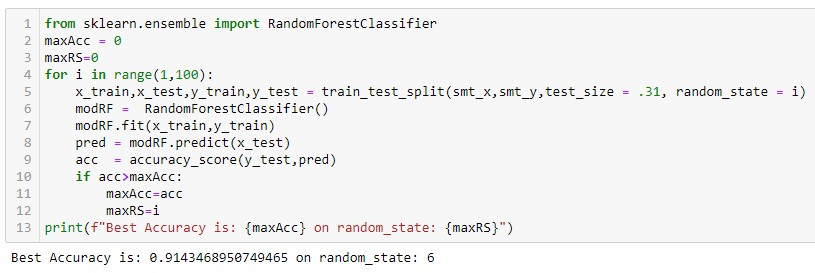 1 from sklearn.ensemble import RandomForestClassifier
2 maxAcc = 0
3 maxRS=0
4 for i in range(1,100):
5     x_train,x_test,y_train,y_test = train_test_split(smt_x,smt_y,test_size = .31, random_state = i)
6     modRF =  RandomForestClassifier()
7     modRF.fit(x_train,y_train)
8     pred = modRF.predict(x_test)
9     acc  = accuracy_score(y_test,pred)
10     if acc>maxAcc:
11         maxAcc=acc
12         maxRS=i
13 print(f"Best Accuracy is: {maxAcc} on random_state: {maxRS}")
Best Accuracy is: 0.9143468950749465 on random_state: 6